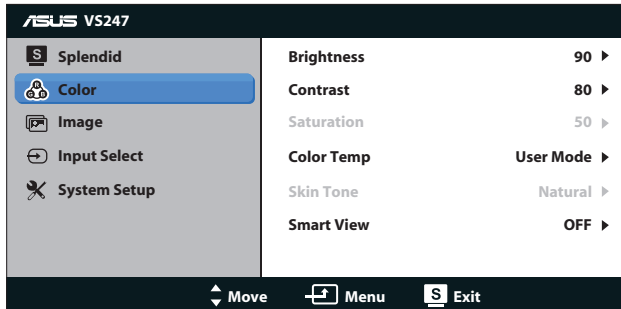 ASUS VS247
S Splendid
Color
Image
Input Select
System Setup
Brightness 90
Contrast 80
Saturation 50
Color Temp User Mode
Skin Tone Natural
Smart View OFF
Move Menu S Exit